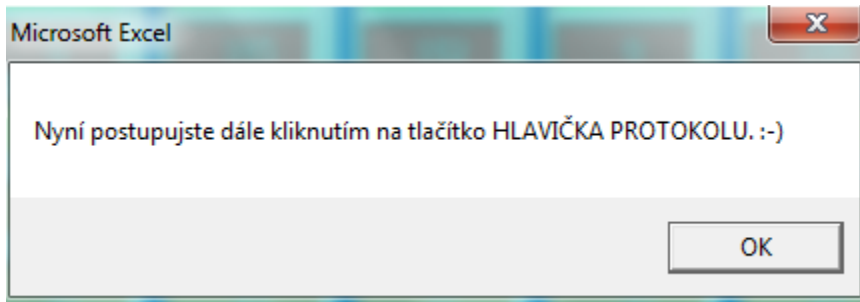 Microsoft Excel
Nyní postupujste dále kliknutím na tlačítko HLAVIČKA PROTOKOLU. :-)
OK